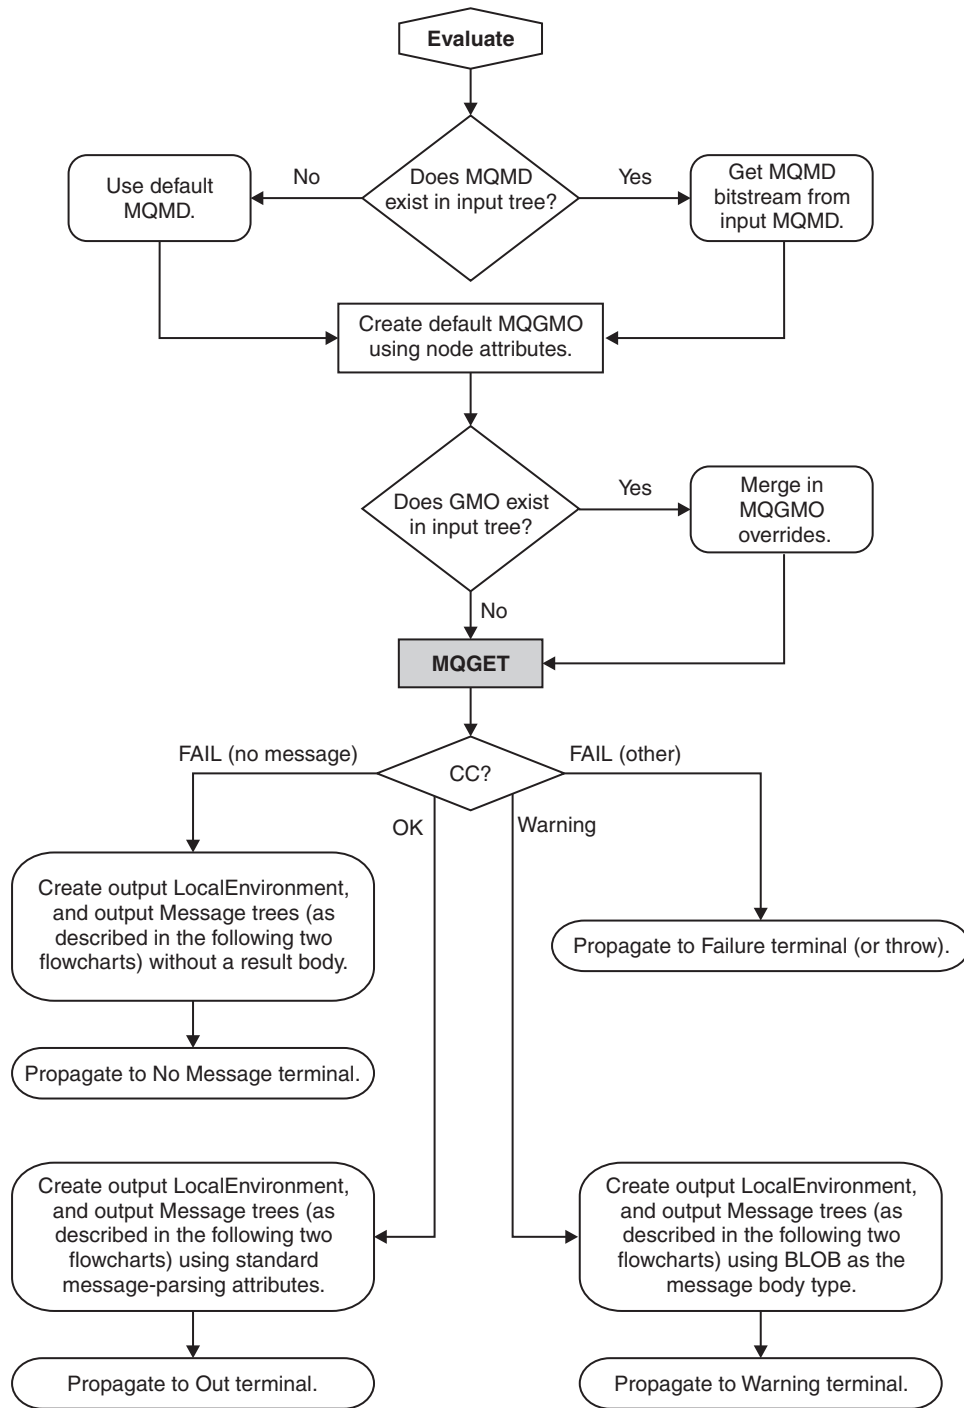 Evaluate
Does MQMD
exist in input tree?
No
Yes
Use default
MQMD.
Get MQMD
bitstream from
input MQMD.
Create default MQGMO
using node attributes.
Does GMO exist
in input tree?
Yes
No
Merge in
MQGMO
overrides.
MQGET
CC?
FAIL (no message)
FAIL (other)
OK
Warning
Create output LocalEnvironment,
and output Message trees (as
described in the following two
flowcharts) without a result body.
Propagate to Failure terminal (or throw).
Propagate to No Message terminal.
Create output LocalEnvironment,
and output Message trees (as
described in the following two
flowcharts) using standard
message-parsing attributes.
Create output LocalEnvironment,
and output Message trees (as
described in the following two
flowcharts) using BLOB as the
message body type.
Propagate to Out terminal.
Propagate to Warning terminal.